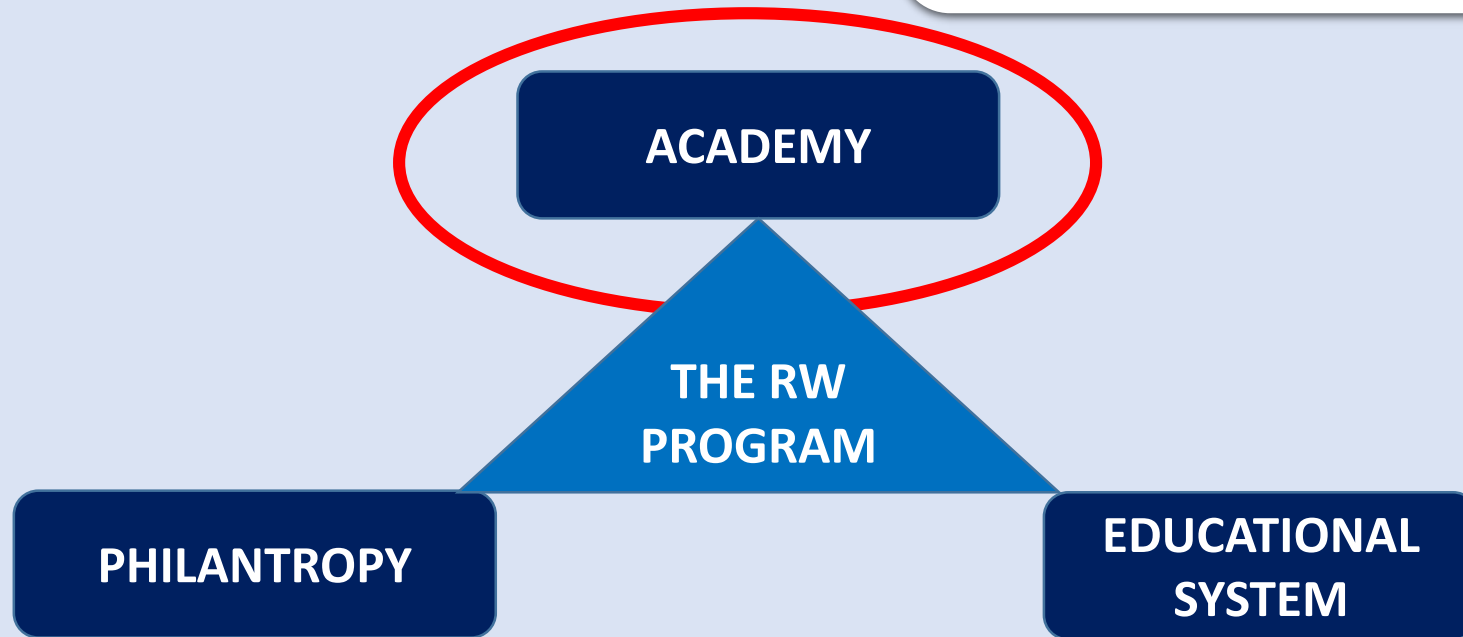 ACADEMY
THE RW
PROGRAM
PHILANTROPY
EDUCATIONAL
SYSTEM